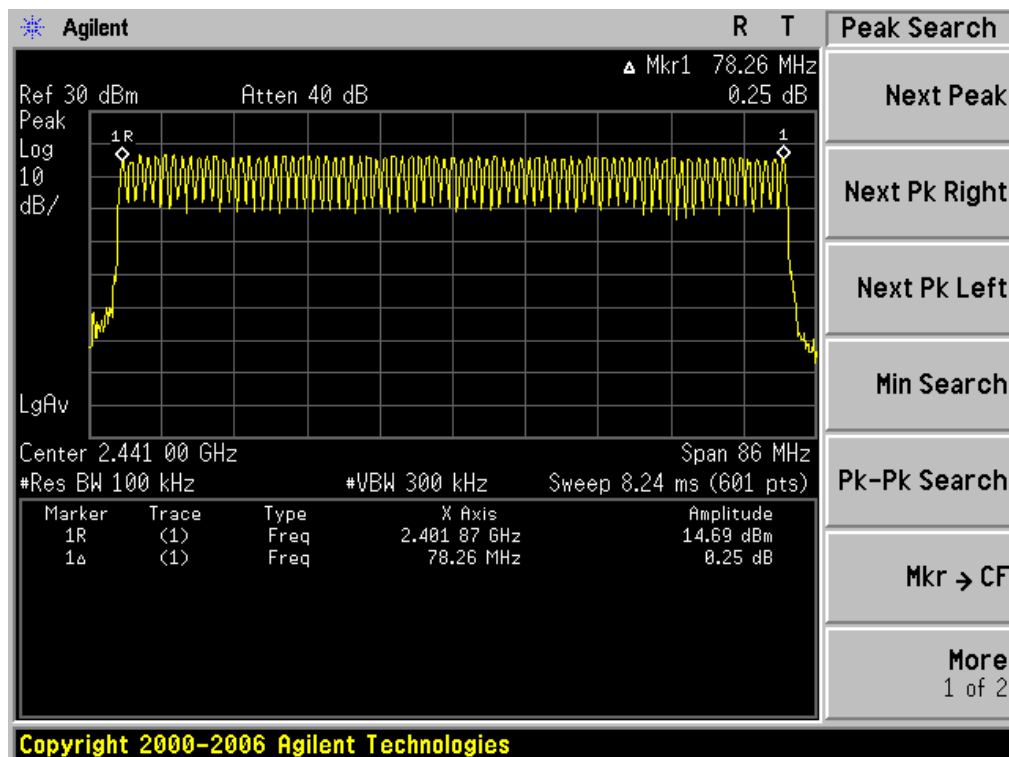 Agilent R T Peak Search
Δ Mkr1 78.26 MHz
Ref 30 dBm Atten 40 dB 0.25 dB
Peak
Log
10
dB/
1R
1
LgAv
Center 2.441 00 GHz Span 86 MHz
#Res BW 100 kHz #VBW 300 kHz Sweep 8.24 ms (601 pts)
Marker Trace Type X Axis Amplitude
1R (1) Freq 2.401 87 GHz 14.69 dBm
1Δ (1) Freq 78.26 MHz 0.25 dB
Next Peak
Next Pk Right
Next Pk Left
Min Search
Pk-Pk Search
Mkr → CF
More
1 of 2
Copyright 2000-2006 Agilent Technologies